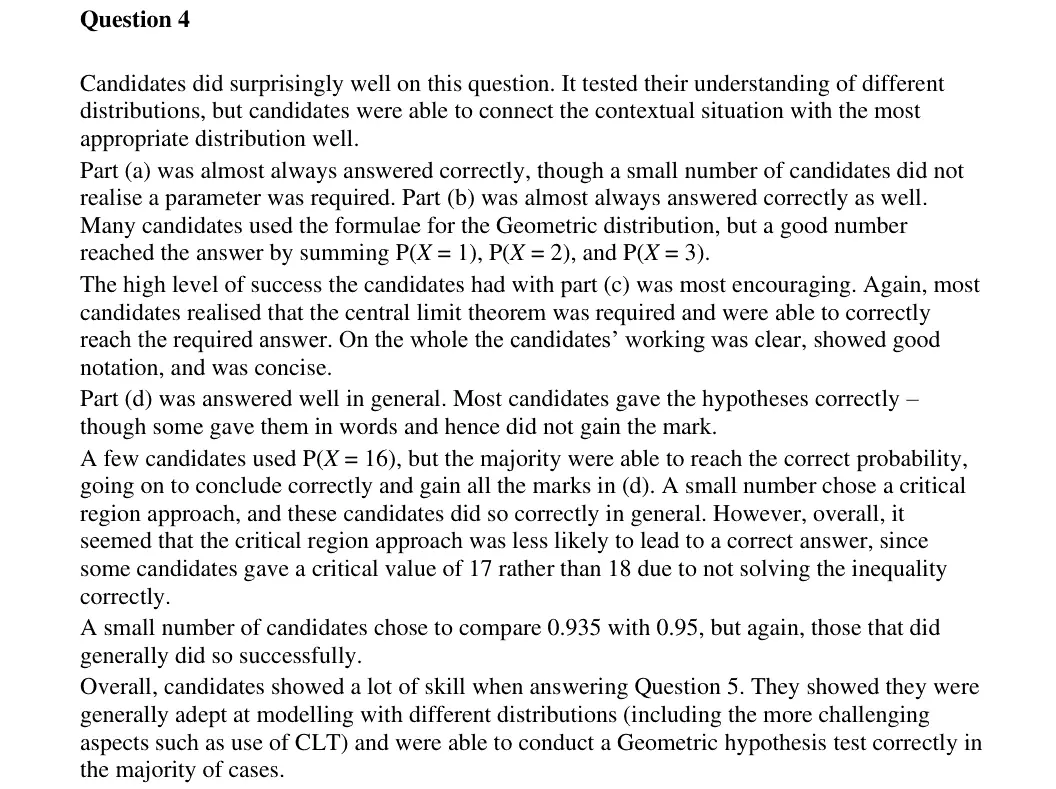 Question 4
Candidates did surprisingly well on this question. It tested their understanding of different
distributions, but candidates were able to connect the contextual situation with the most
appropriate distribution well.
Part (a) was almost always answered correctly, though a small number of candidates did not
realise a parameter was required. Part (b) was almost always answered correctly as well.
Many candidates used the formulae for the Geometric distribution, but a good number
reached the answer by summing P(X = 1), P(X = 2), and P(X = 3).
The high level of success the candidates had with part (c) was most encouraging. Again, most
candidates realised that the central limit theorem was required and were able to correctly
reach the required answer. On the whole the candidates’ working was clear, showed good
notation, and was concise.
Part (d) was answered well in general. Most candidates gave the hypotheses correctly –
though some gave them in words and hence did not gain the mark.
A few candidates used P(X = 16), but the majority were able to reach the correct probability,
going on to conclude correctly and gain all the marks in (d). A small number chose a critical
region approach, and these candidates did so correctly in general. However, overall, it
seemed that the critical region approach was less likely to lead to a correct answer, since
some candidates gave a critical value of 17 rather than 18 due to not solving the inequality
correctly.
A small number of candidates chose to compare 0.935 with 0.95, but again, those that did
generally did so successfully.
Overall, candidates showed a lot of skill when answering Question 5. They showed they were
generally adept at modelling with different distributions (including the more challenging
aspects such as use of CLT) and were able to conduct a Geometric hypothesis test correctly in
the majority of cases.